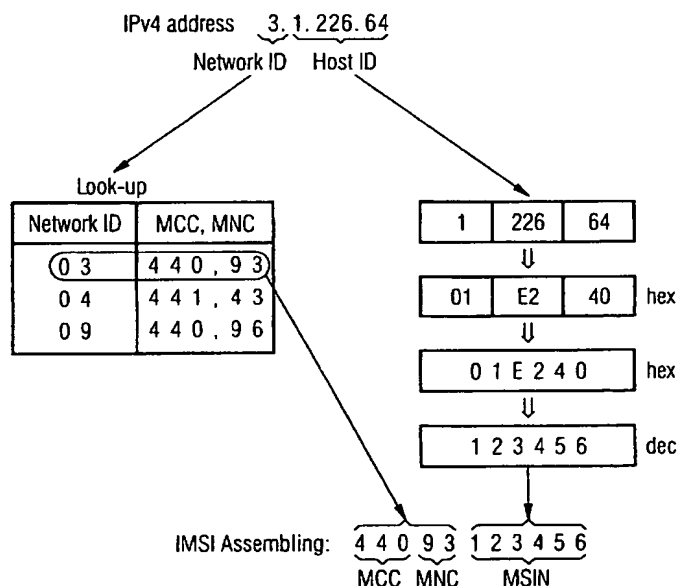 IPv4 address 3. 1. 226. 64
Network ID Host ID
Look-up
Network ID MCC, MNC
0 3 4 4 0 , 9 3
0 4 4 4 1 , 4 3
0 9 4 4 0 , 9 6
1 226 64
⇓
01 E2 40 hex
⇓
0 1 E 2 4 0 hex
⇓
1 2 3 4 5 6 dec
IMSI Assembling: 4 4 0 9 3 1 2 3 4 5 6
MCC MNC MSIN